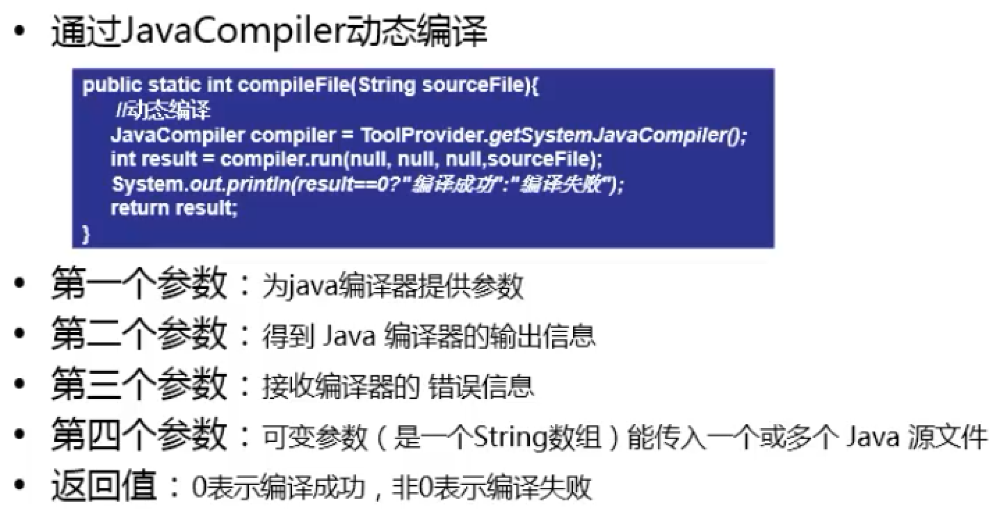 • 通过JavaCompiler动态编译
public static int compileFile(String sourceFile){
//动态编译
JavaCompiler compiler = ToolProvider.getSystemJavaCompiler();
int result = compiler.run(null, null, null,sourceFile);
System.out.println(result==0?"编译成功":"编译失败");
return result;
}
• 第一个参数：为java编译器提供参数
• 第二个参数：得到 Java 编译器的输出信息
• 第三个参数：接收编译器的 错误信息
• 第四个参数：可变参数（是一个String数组）能传入一个或多个 Java 源文件
• 返回值：0表示编译成功，非0表示编译失败